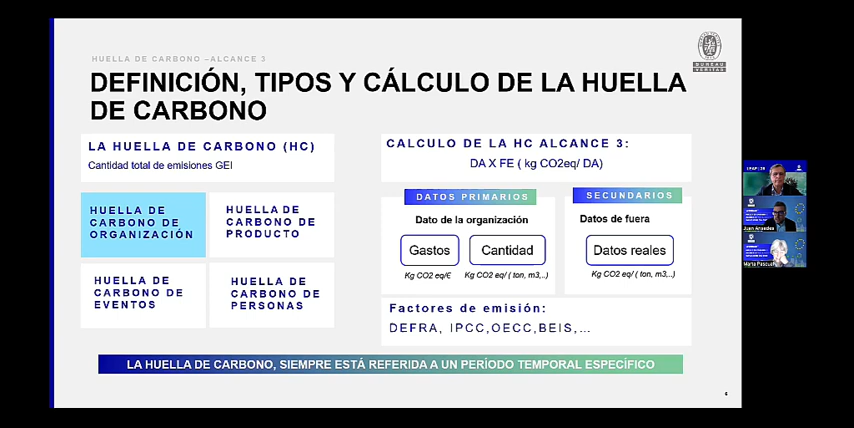 HUELLA DE CARBONO –ALCANCE 3
DEFINICIÓN, TIPOS Y CÁLCULO DE LA HUELLA
DE CARBONO
BUREAU
VERITAS
LA HUELLA DE CARBONO (HC)
Cantidad total de emisiones GEI
HUELLA DE
CARBONO DE
ORGANIZACIÓN
HUELLA DE
CARBONO DE
PRODUCTO
HUELLA DE
CARBONO DE
EVENTOS
HUELLA DE
CARBONO DE
PERSONAS
CALCULO DE LA HC ALCANCE 3:
DA X FE ( kg CO2eq/ DA)
DATOS PRIMARIOS
Dato de la organización
Gastos
Cantidad
Kg CO2 eq/€
Kg CO2 eq/ ( ton, m3,..)
SECUNDARIOS
Datos de fuera
Datos reales
Kg CO2 eq/ ( ton, m3,..)
Factores de emisión:
DEFRA, IPCC,OECC,BEIS,...
LA HUELLA DE CARBONO, SIEMPRE ESTÁ REFERIDA A UN PERÍODO TEMPORAL ESPECÍFICO